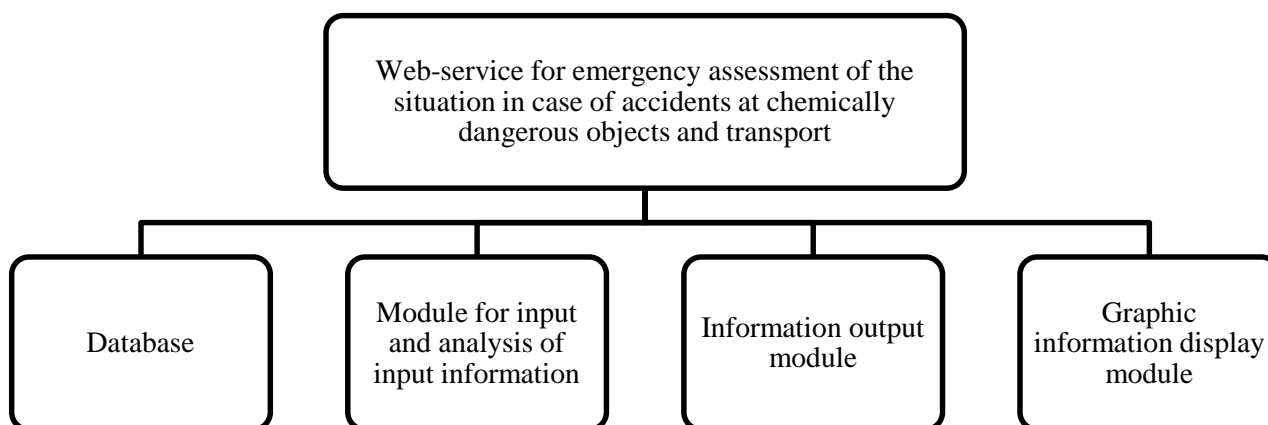 Web-service for emergency assessment of the
situation in case of accidents at chemically
dangerous objects and transport
Database
Module for input
and analysis of
input information
Information output
module
Graphic
information display
module